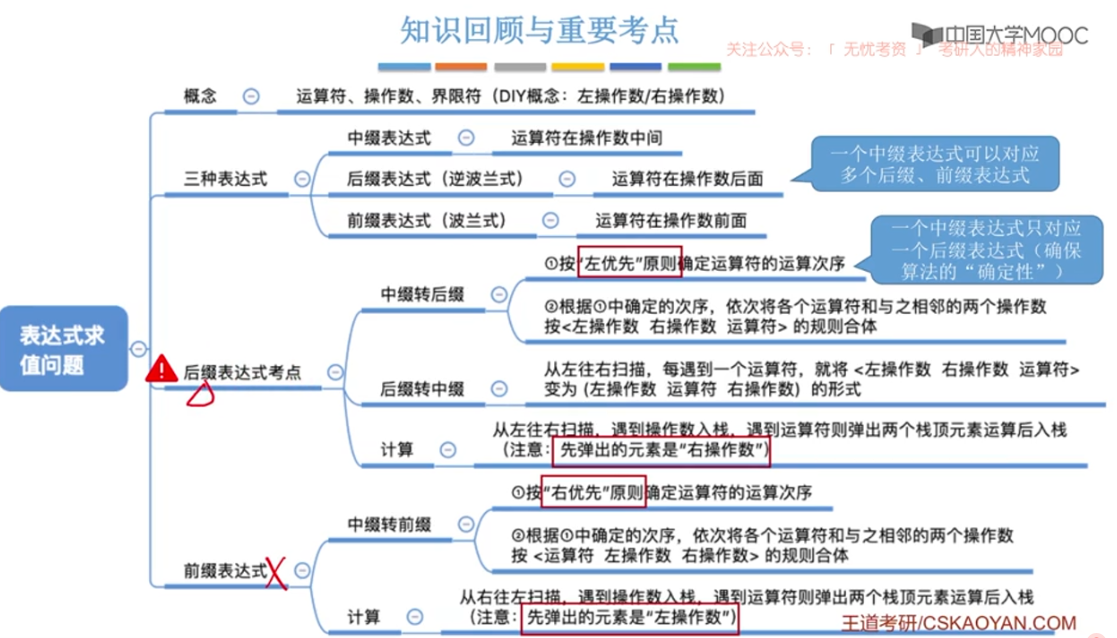 知识回顾与重要考点
中国大学MOOC
关注公众号：「 无忧考资 」 考研人的精神家园
概念
运算符、操作数、界限符（DIY概念：左操作数/右操作数）
中缀表达式
运算符在操作数中间
一个中缀表达式可以对应
多个后缀、前缀表达式
三种表达式
后缀表达式（逆波兰式）
运算符在操作数后面
前缀表达式（波兰式）
运算符在操作数前面
一个中缀表达式只对应
一个后缀表达式（确保
算法的“确定性”）
①按“左优先”原则确定运算符的运算次序
中缀转后缀
②根据①中确定的次序，依次将各个运算符和与之相邻的两个操作数
按<左操作数 右操作数 运算符> 的规则合体
表达式求
值问题
后缀表达式考点
后缀转中缀
从左往右扫描，每遇到一个运算符，就将 <左操作数 右操作数 运算符>
变为 (左操作数 运算符 右操作数) 的形式
计算
从左往右扫描，遇到操作数入栈，遇到运算符则弹出两个栈顶元素运算后入栈
（注意：先弹出的元素是“右操作数”）
①按“右优先”原则确定运算符的运算次序
中缀转前缀
②根据①中确定的次序，依次将各个运算符和与之相邻的两个操作数
按 <运算符 左操作数 右操作数> 的规则合体
前缀表达式
计算
从右往左扫描，遇到操作数入栈，遇到运算符则弹出两个栈顶元素运算后入栈
（注意：先弹出的元素是“左操作数”）
王道考研/CSKAOYAN.COM